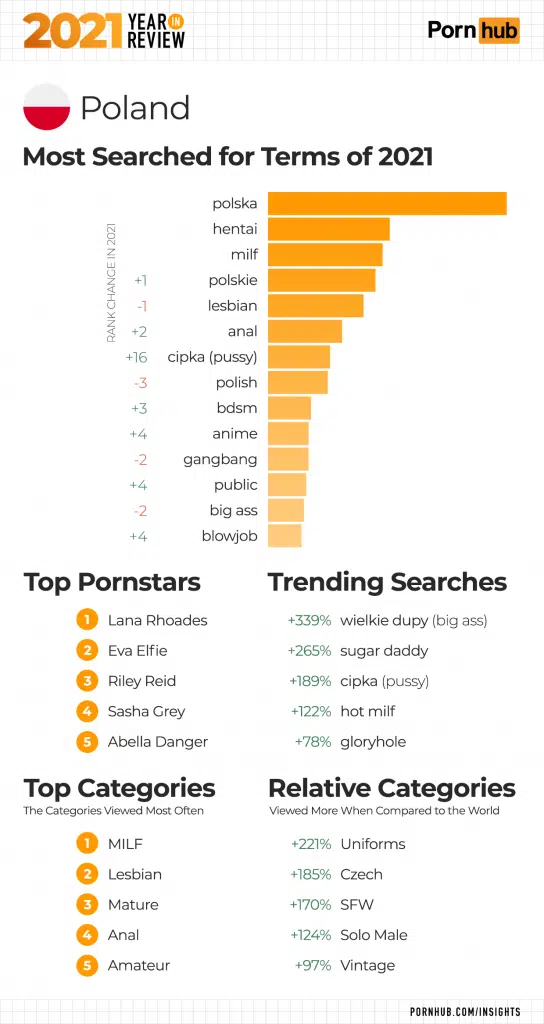 2021 YEAR IN REVIEW
Pornhub
Poland
Most Searched for Terms of 2021
RANK CHANGE IN 2021
polska
hentai
milf
+1 polskie
-1 lesbian
+2 anal
+16 cipka (pussy)
-3 polish
+3 bdsm
+4 anime
-2 gangbang
+4 public
-2 big ass
+4 blowjob
Top Pornstars
1 Lana Rhoades
2 Eva Elfie
3 Riley Reid
4 Sasha Grey
5 Abella Danger
Trending Searches
+339% wielkie dupy (big ass)
+265% sugar daddy
+189% cipka (pussy)
+122% hot milf
+78% gloryhole
Top Categories
The Categories Viewed Most Often
1 MILF
2 Lesbian
3 Mature
4 Anal
5 Amateur
Relative Categories
Viewed More When Compared to the World
+221% Uniforms
+185% Czech
+170% SFW
+124% Solo Male
+97% Vintage
PORNHUB.COM/INSIGHTS